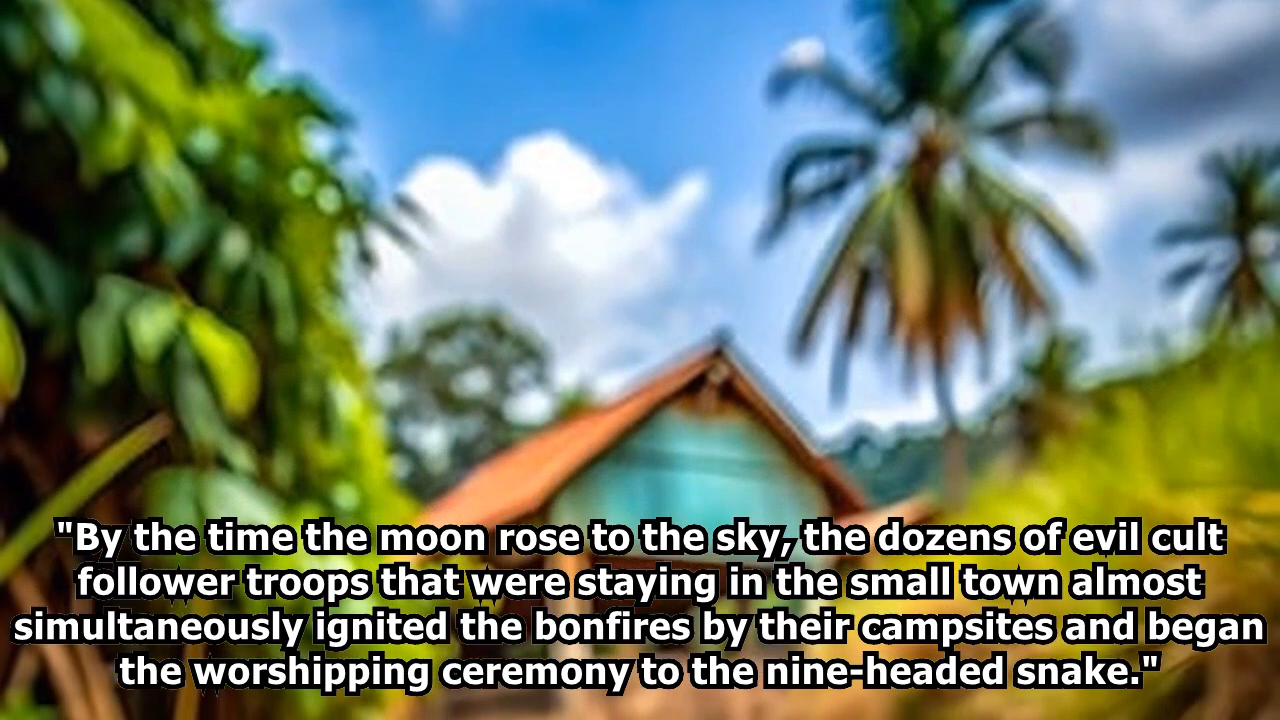 "By the time the moon rose to the sky, the dozens of evil cult
follower troops that were staying in the small town almost
simultaneously ignited the bonfires by their campsites and began
the worshipping ceremony to the nine-headed snake."